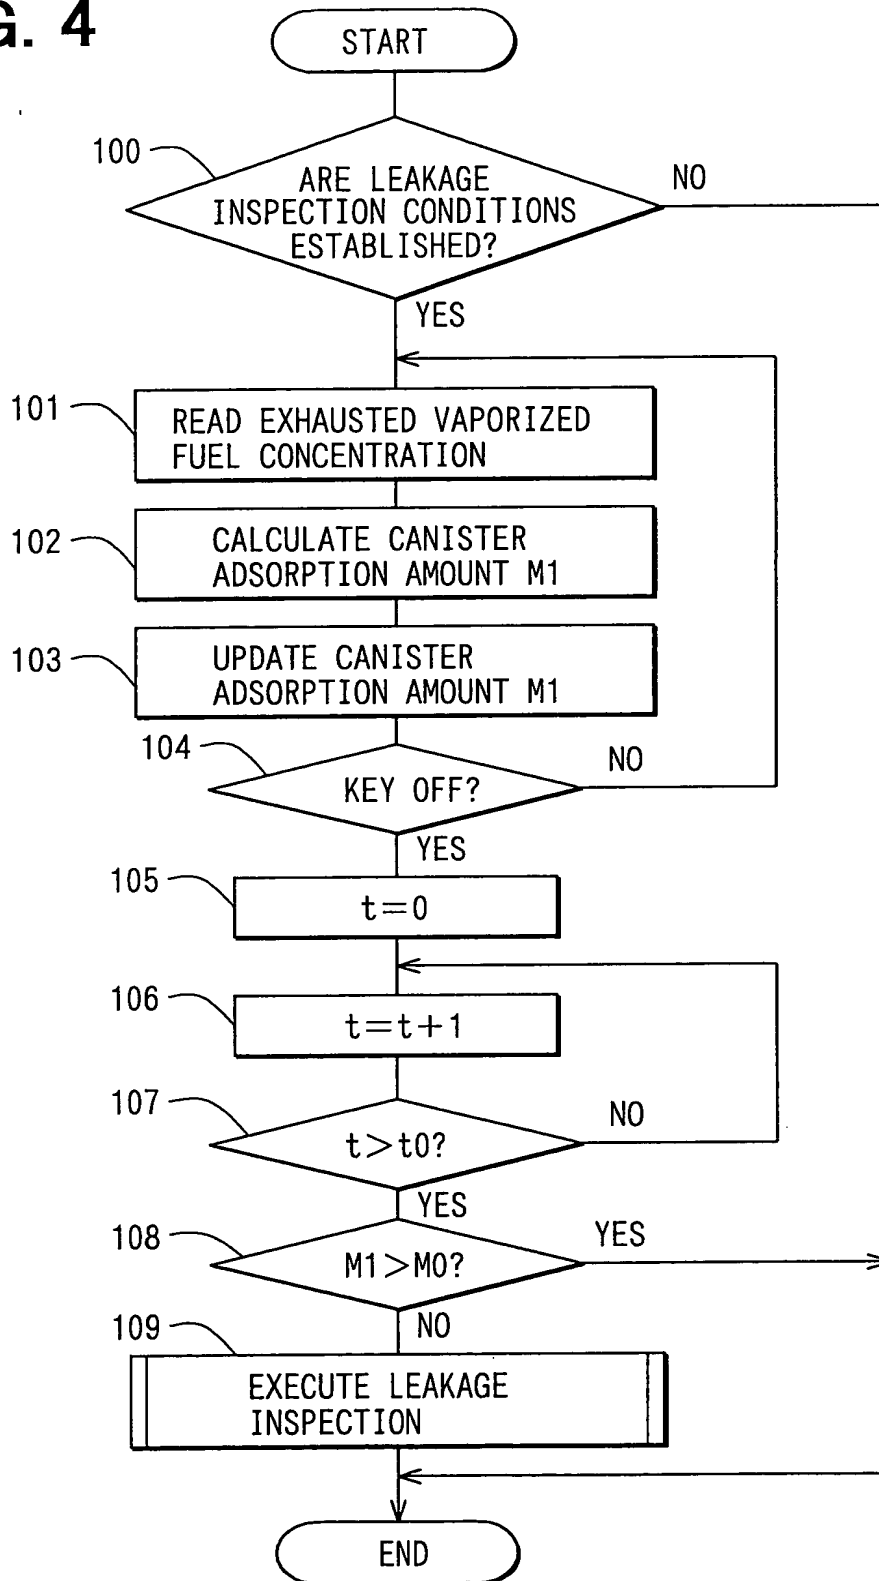 G. 4
START
100
ARE LEAKAGE
INSPECTION CONDITIONS
ESTABLISHED?
NO
YES
101
READ EXHAUSTED VAPORIZED
FUEL CONCENTRATION
102
CALCULATE CANISTER
ADSORPTION AMOUNT M1
103
UPDATE CANISTER
ADSORPTION AMOUNT M1
104
KEY OFF?
NO
YES
105
t=0
106
t=t+1
107
t>t0?
NO
YES
108
M1>M0?
YES
NO
109
EXECUTE LEAKAGE
INSPECTION
END